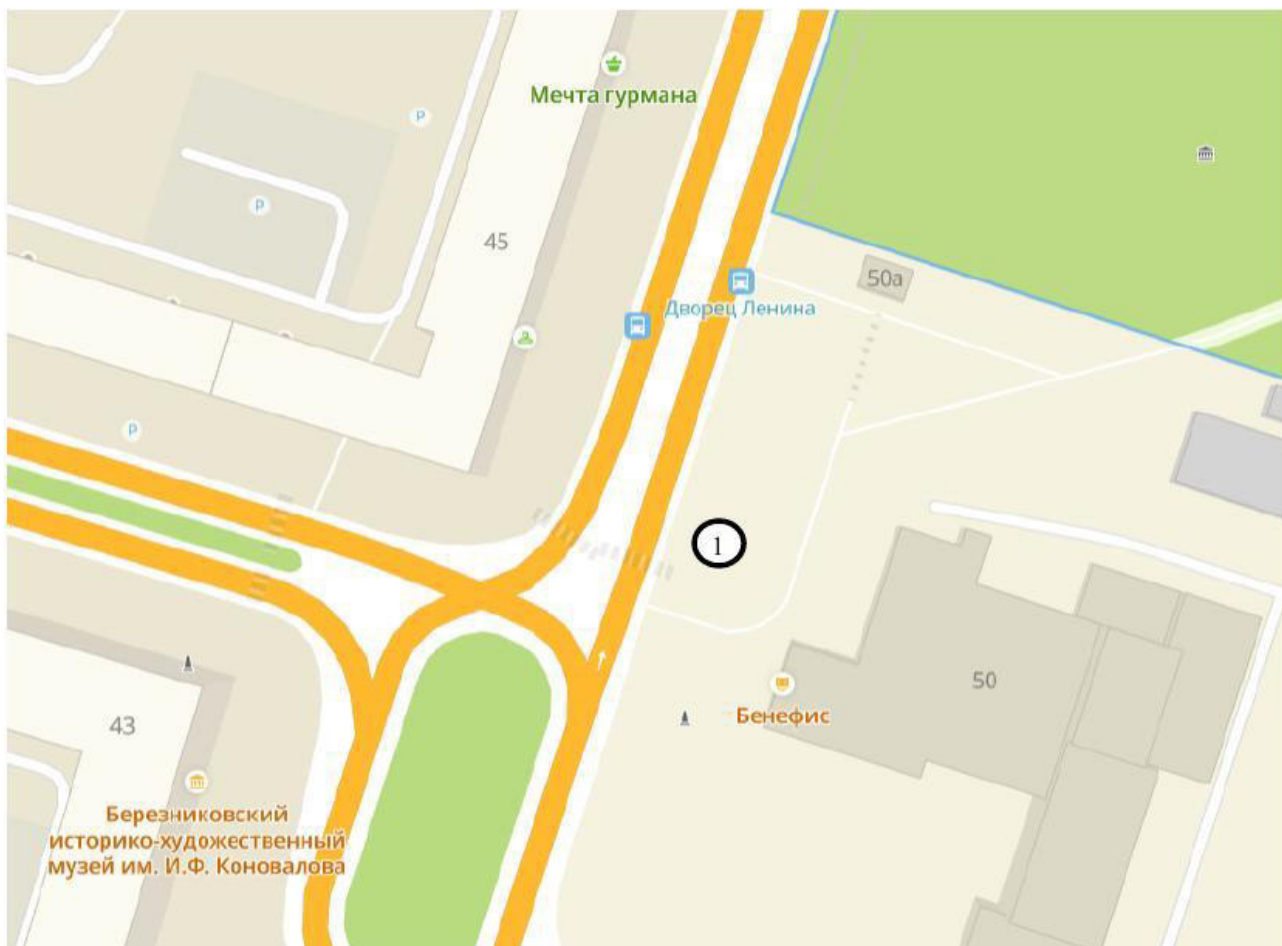 Мечта гурмана
P
P
45
50а
Дворец Ленина
P
1
50
43
Бенефис
Березниковский
историко-художественный
музей им. И.Ф. Коновалова